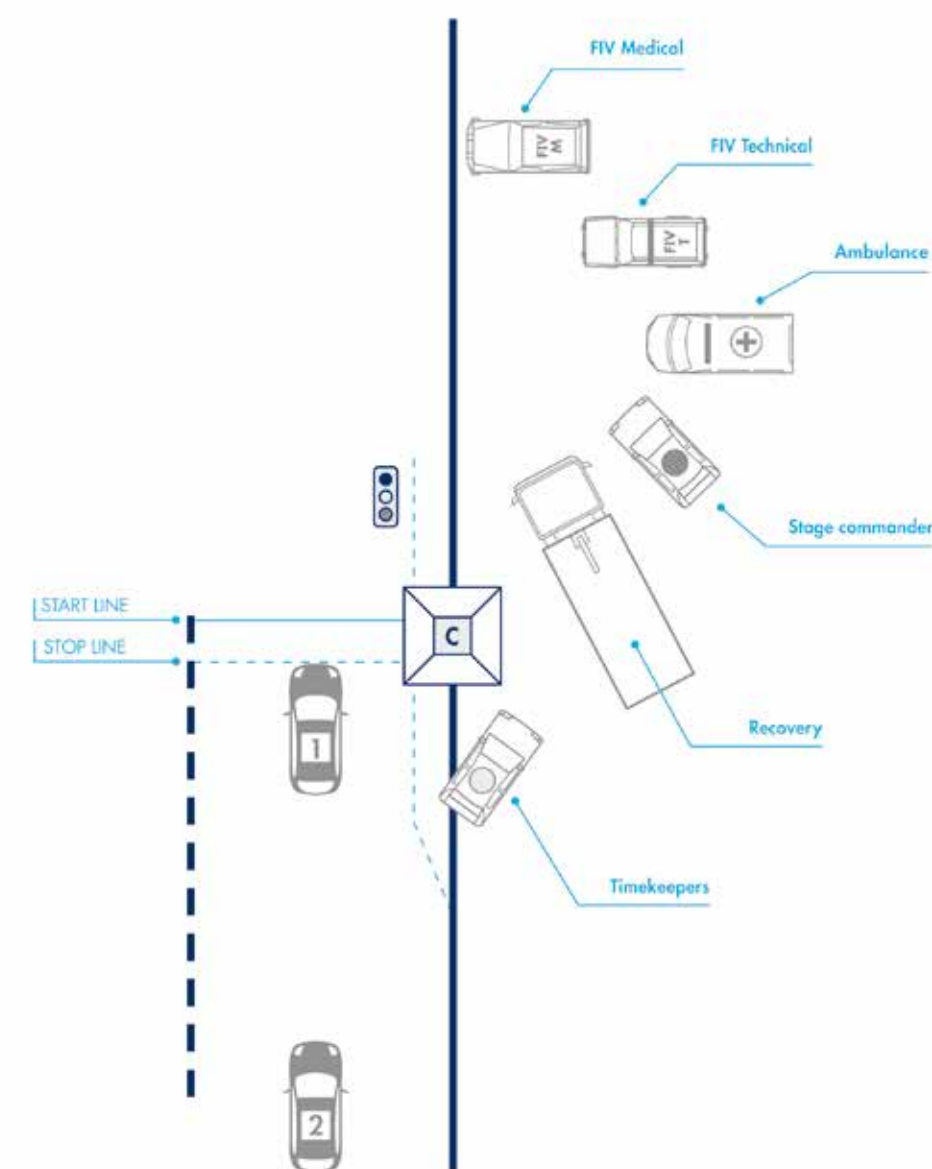 FIV Medical
FIV
M
FIV Technical
FIV
T
Ambulance
Stage commander
START LINE
STOP LINE
C
1
Recovery
Timekeepers
2